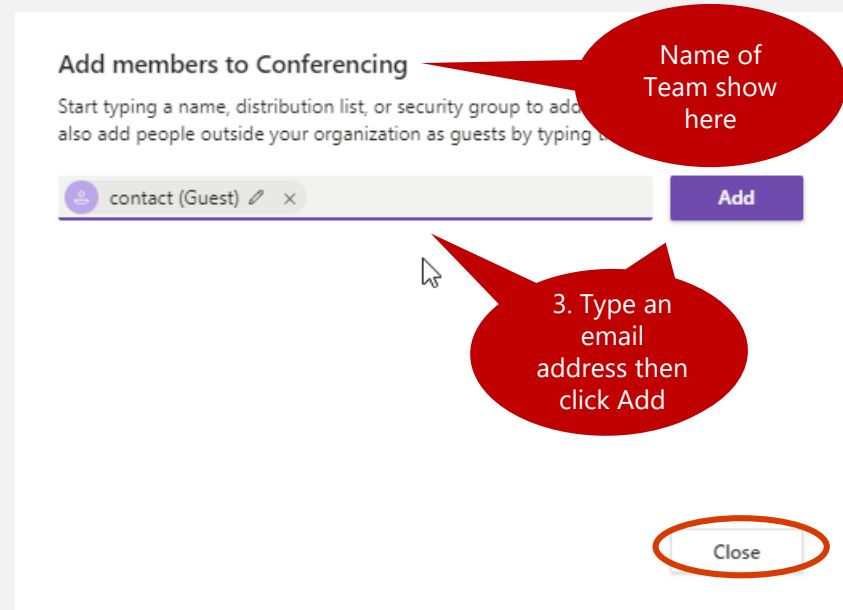 Add members to Conferencing
Name of
Team show
here
Start typing a name, distribution list, or security group to add
also add people outside your organization as guests by typing
contact (Guest)
Add
3. Type an
email
address then
click Add
Close